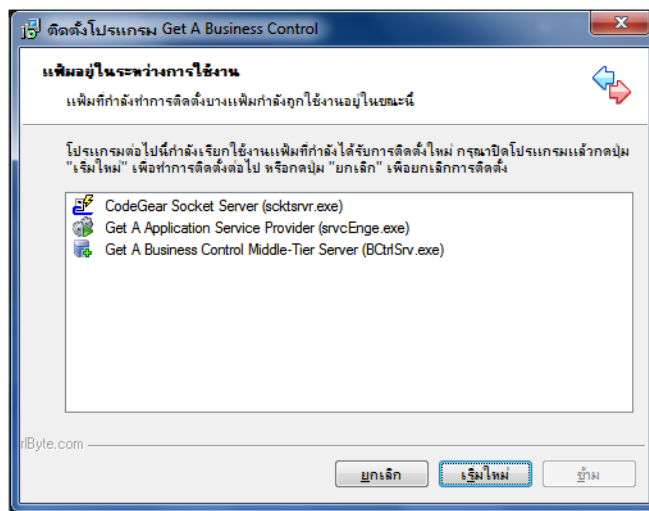 ติดตั้งโปรแกรม Get A Business Control
แฟ้มอยู่ในระหว่างการใช้งาน
แฟ้มที่กำลังทำการติดตั้งบางแฟ้มกำลังถูกใช้งานอยู่ในขณะนี้
โปรแกรมต่อไปนี้กำลังเรียกใช้งานแฟ้มที่กำลังได้รับการติดตั้งใหม่ กรุณาปิดโปรแกรมแล้วกดปุ่ม
"เริ่มใหม่" เพื่อทำการติดตั้งต่อไป หรือกดปุ่ม "ยกเลิก" เพื่อยกเลิกการติดตั้ง
CodeGear Socket Server (scktsrvr.exe)
Get A Application Service Provider (srvcEnge.exe)
Get A Business Control Middle-Tier Server (BCtrlSrv.exe)
rlByte.com
ยกเลิก เริ่มใหม่ ข้าม